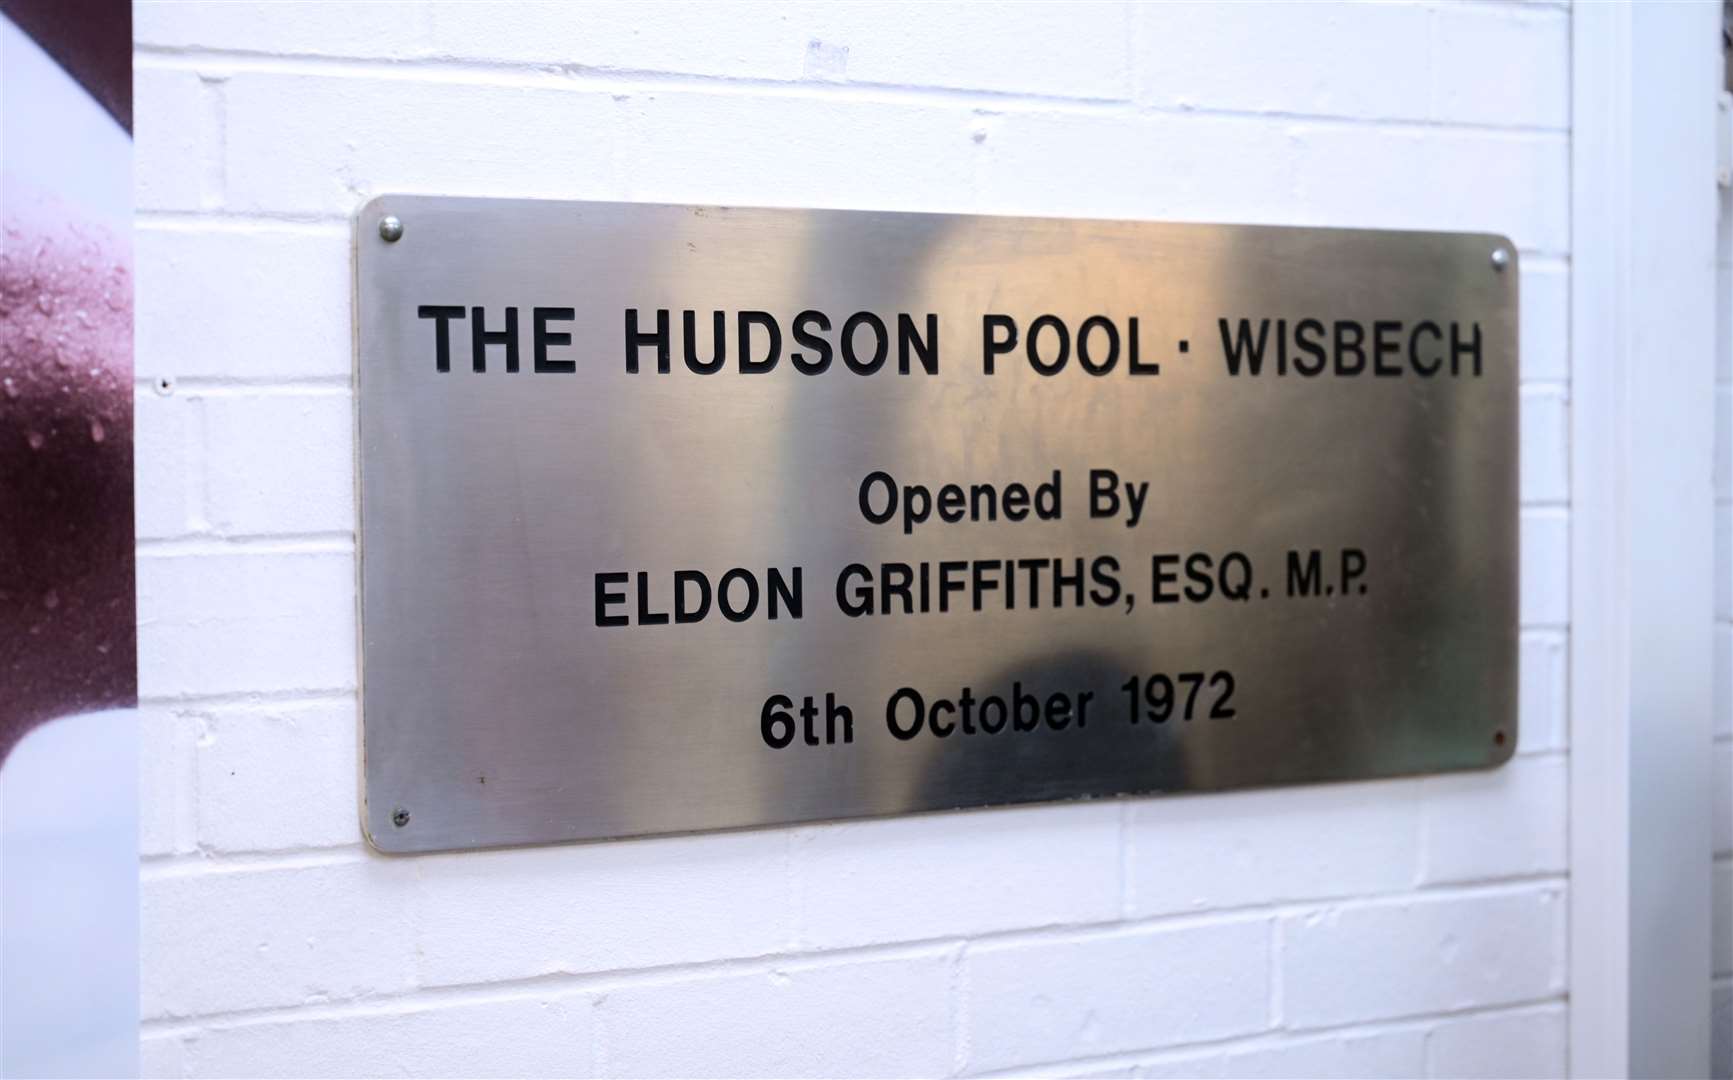 THE HUDSON POOL · WISBECH
Opened By
ELDON GRIFFITHS, ESQ. M.P.
6th October 1972